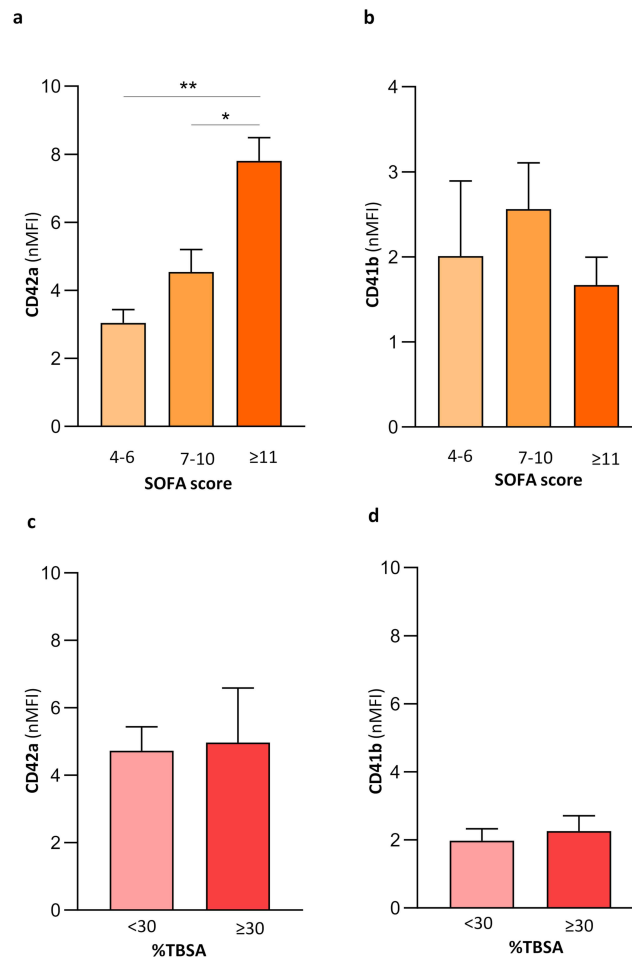 a
**
*
10
8
6
4
2
0
CD42a (nMFI)
4-6 7-10 ≥11
SOFA score
b
4
3
2
1
0
CD41b (nMFI)
4-6 7-10 ≥11
SOFA score
c
10
8
6
4
2
0
CD42a (nMFI)
<30 ≥30
%TBSA
d
10
8
6
4
2
0
CD41b (nMFI)
<30 ≥30
%TBSA